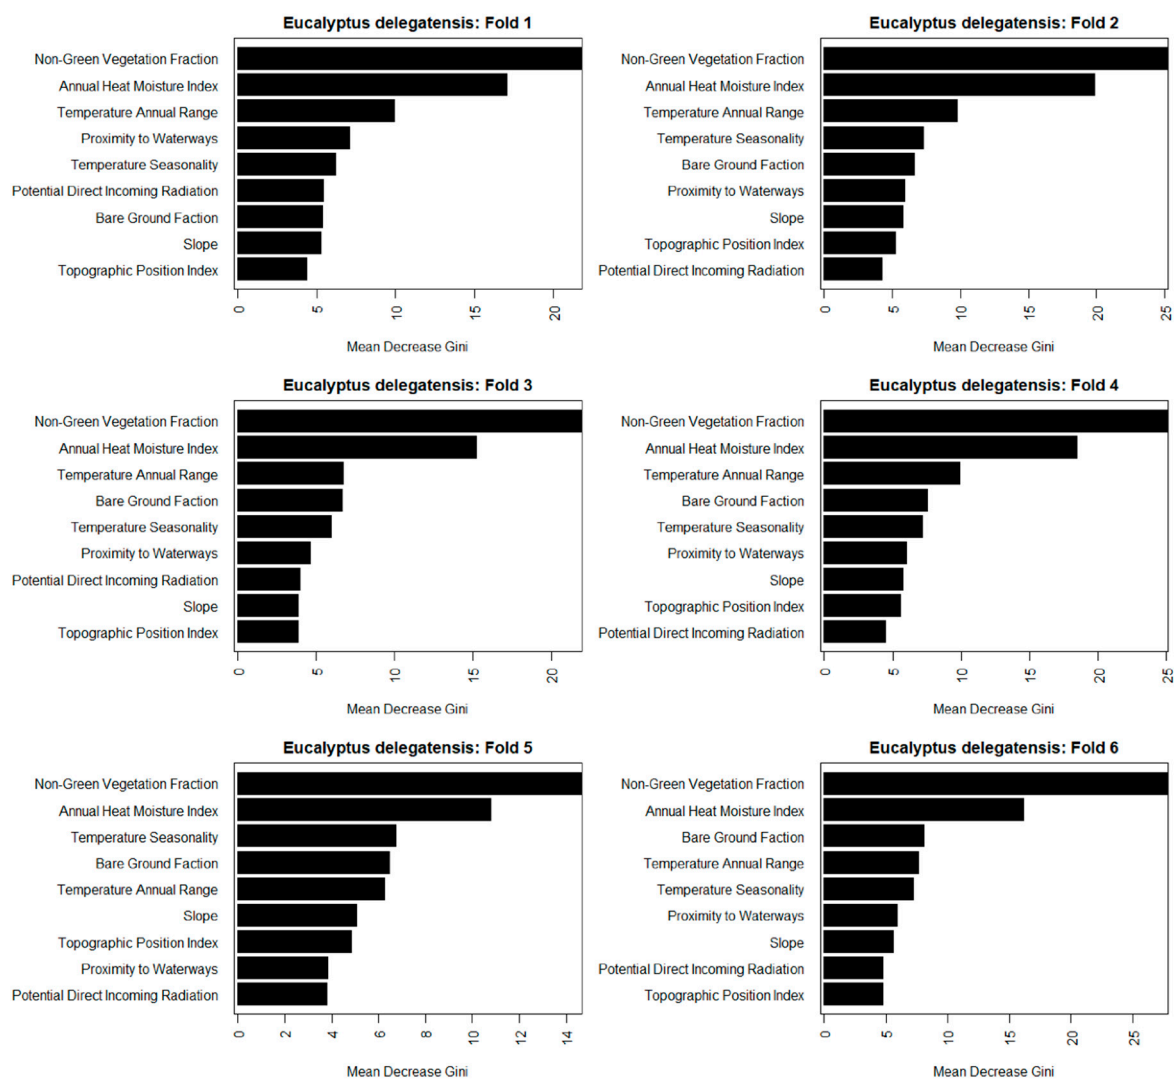 Eucalyptus delegatensis: Fold 1
Non-Green Vegetation Fraction
Annual Heat Moisture Index
Temperature Annual Range
Proximity to Waterways
Temperature Seasonality
Potential Direct Incoming Radiation
Bare Ground Faction
Slope
Topographic Position Index
0 5 10 15 20
Mean Decrease Gini
Eucalyptus delegatensis: Fold 2
Non-Green Vegetation Fraction
Annual Heat Moisture Index
Temperature Annual Range
Temperature Seasonality
Bare Ground Faction
Proximity to Waterways
Slope
Topographic Position Index
Potential Direct Incoming Radiation
0 5 10 15 20 25
Mean Decrease Gini
Eucalyptus delegatensis: Fold 3
Non-Green Vegetation Fraction
Annual Heat Moisture Index
Temperature Annual Range
Bare Ground Faction
Temperature Seasonality
Proximity to Waterways
Potential Direct Incoming Radiation
Slope
Topographic Position Index
0 5 10 15 20
Mean Decrease Gini
Eucalyptus delegatensis: Fold 4
Non-Green Vegetation Fraction
Annual Heat Moisture Index
Temperature Annual Range
Bare Ground Faction
Temperature Seasonality
Proximity to Waterways
Slope
Topographic Position Index
Potential Direct Incoming Radiation
0 5 10 15 20 25
Mean Decrease Gini
Eucalyptus delegatensis: Fold 5
Non-Green Vegetation Fraction
Annual Heat Moisture Index
Temperature Seasonality
Bare Ground Faction
Temperature Annual Range
Slope
Topographic Position Index
Proximity to Waterways
Potential Direct Incoming Radiation
0 2 4 6 8 10 12 14
Mean Decrease Gini
Eucalyptus delegatensis: Fold 6
Non-Green Vegetation Fraction
Annual Heat Moisture Index
Bare Ground Faction
Temperature Annual Range
Temperature Seasonality
Proximity to Waterways
Slope
Potential Direct Incoming Radiation
Topographic Position Index
0 5 10 15 20 25
Mean Decrease Gini